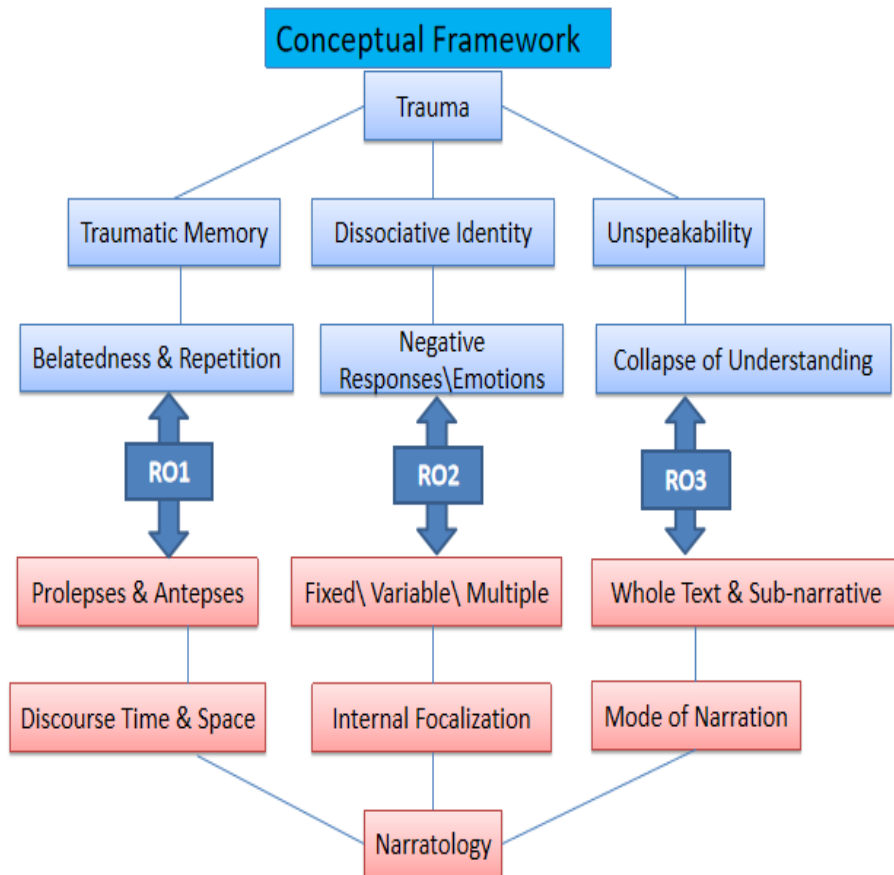 Conceptual Framework
Trauma
Traumatic Memory
Dissociative Identity
Unspeakability
Belatedness & Repetition
Negative
Responses\Emotions
Collapse of Understanding
RO1
RO2
RO3
Prolepses & Antepses
Fixed\ Variable\ Multiple
Whole Text & Sub-narrative
Discourse Time & Space
Internal Focalization
Mode of Narration
Narratology